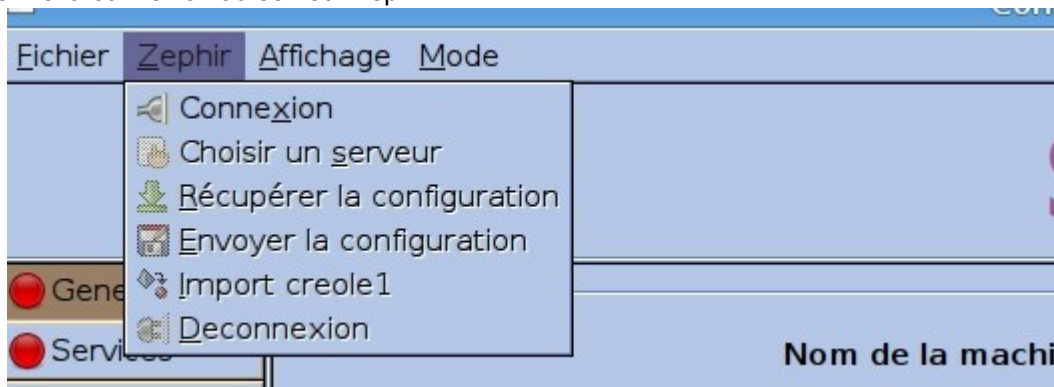 Fichier Zephir Affichage Mode
Connexion
Choisir un serveur
Récupérer la configuration
Envoyer la configuration
Import creole1
Deconnexion
Services
Nom de la machi